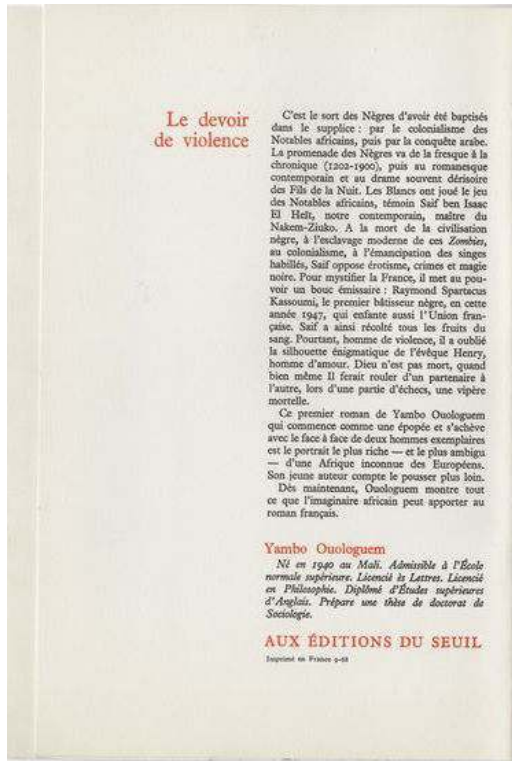 Le devoir
de violence
C'est le sort des Nègres d'avoir été baptisés
dans le supplice : par le colonialisme des
Notables africains, puis par la conquête arabe.
La promenade des Nègres va de la fresque à la
chronique (1202-1900), puis au romanesque
contemporain et au drame souvent dérisoire
des Fils de la Nuit. Les Blancs ont joué le jeu
des Notables africains, témoin Saif ben Isaac
El Heït, notre contemporain, maître du
Nakem-Ziuko. A la mort de la civilisation
nègre, à l'esclavage moderne de ces Zombies,
au colonialisme, à l'émancipation des singes
habillés, Saif oppose érotisme, crimes et magie
noire. Pour mystifier la France, il met au pou-
voir un bouc émissaire : Raymond Spartacus
Kassoumi, le premier bâtisseur nègre, en cette
année 1947, qui enfante aussi l'Union fran-
çaise. Saif a ainsi récolté tous les fruits du
sang. Pourtant, homme de violence, il a oublié
la silhouette énigmatique de l'évêque Henry,
homme d'amour. Dieu n'est pas mort, quand
bien même Il ferait rouler d'un partenaire à
l'autre, lors d'une partie d'échecs, une vipère
mortelle.
Ce premier roman de Yambo Ouologuem
qui commence comme une épopée et s'achève
avec le face à face de deux hommes exemplaires
est le portrait le plus riche — et le plus ambigu
— d'une Afrique inconnue des Européens.
Son jeune auteur compte le pousser plus loin.
Dès maintenant, Ouologuem montre tout
ce que l'imaginaire africain peut apporter au
roman français.
Yambo Ouologuem
Né en 1940 au Mali. Admissible à l'École
normale supérieure. Licencié ès Lettres. Licencié
en Philosophie. Diplômé d'Études supérieures
d'Anglais. Prépare une thèse de doctorat de
Sociologie.
AUX ÉDITIONS DU SEUIL
Imprimé en France 9-68